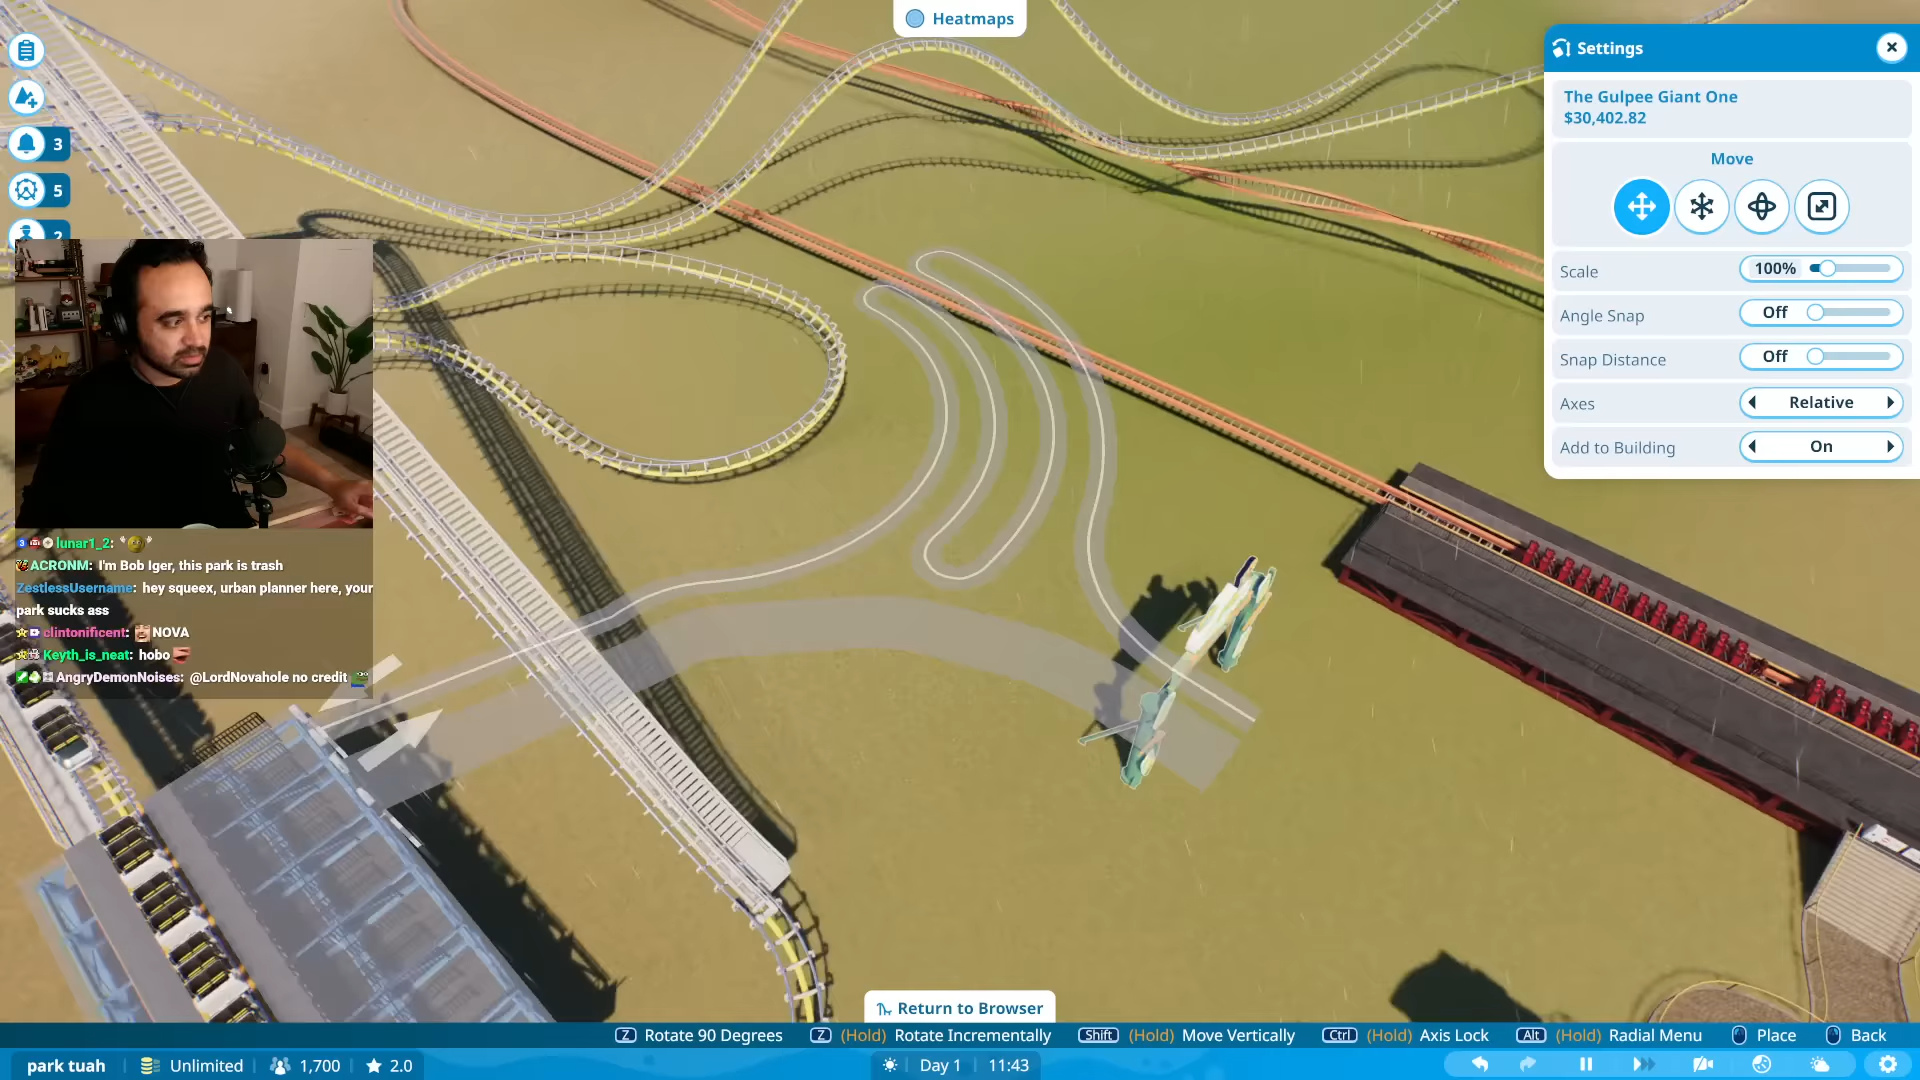 Heatmaps
Settings
The Gulpee Giant One
$30,402.82
Move
Scale 100%
Angle Snap Off
Snap Distance Off
Axes Relative
Add to Building On
3
5
2
3 lunar1_2:
ACRONM: I'm Bob Iger, this park is trash
ZestlessUsername: hey squeex, urban planner here, your
park sucks ass
clintonificent: NOVA
Keyth_is_neat: hobo
AngryDemonNoises: @LordNovahole no credit
Return to Browser
Z Rotate 90 Degrees Z (Hold) Rotate Incrementally Shift (Hold) Move Vertically Ctrl (Hold) Axis Lock Alt (Hold) Radial Menu Place Back
park tuah Unlimited 1,700 2.0 Day 1 11:43